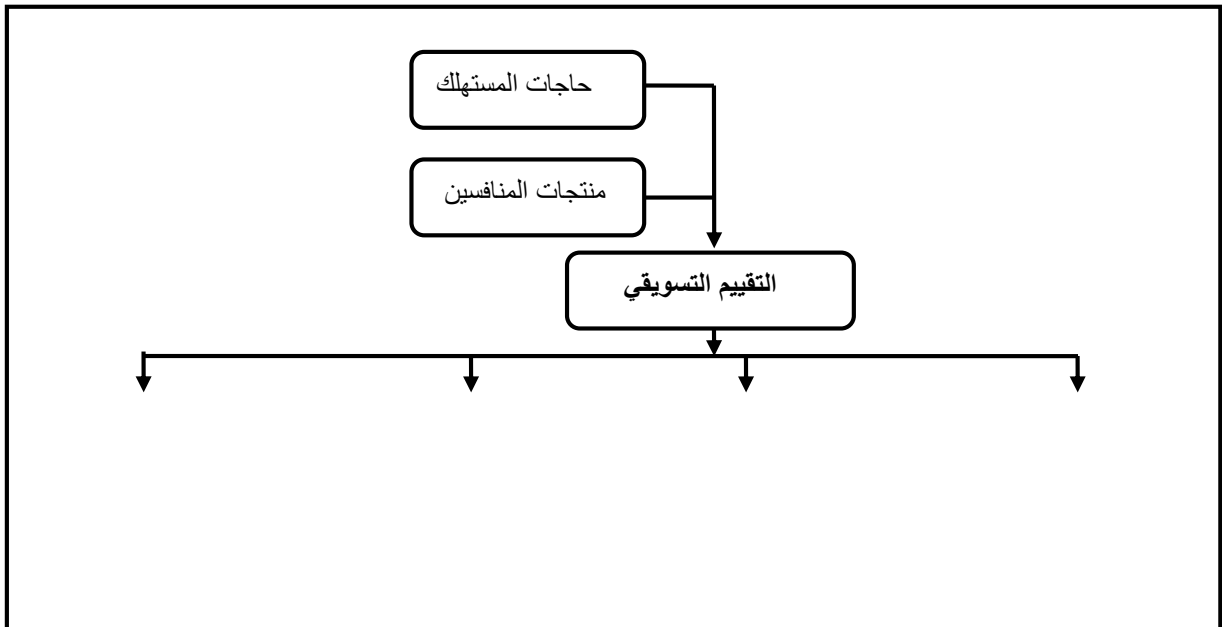 حاجات المستهلك
منتجات المنافسين
التقييم التسويقي